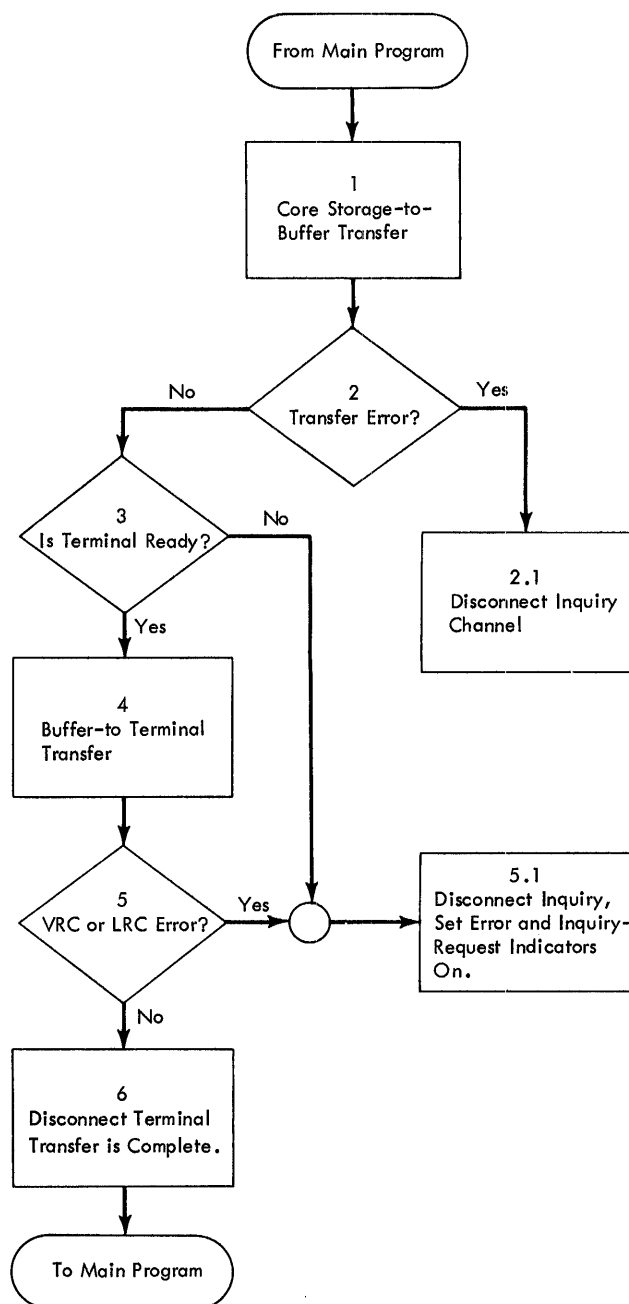 From Main Program
1
Core Storage-to-
Buffer Transfer
No
2
Transfer Error?
Yes
3
Is Terminal Ready?
No
2.1
Disconnect Inquiry
Channel
Yes
4
Buffer-to Terminal
Transfer
5
VRC or LRC Error?
Yes
5.1
Disconnect Inquiry,
Set Error and Inquiry-
Request Indicators
On.
No
6
Disconnect Terminal
Transfer is Complete.
To Main Program